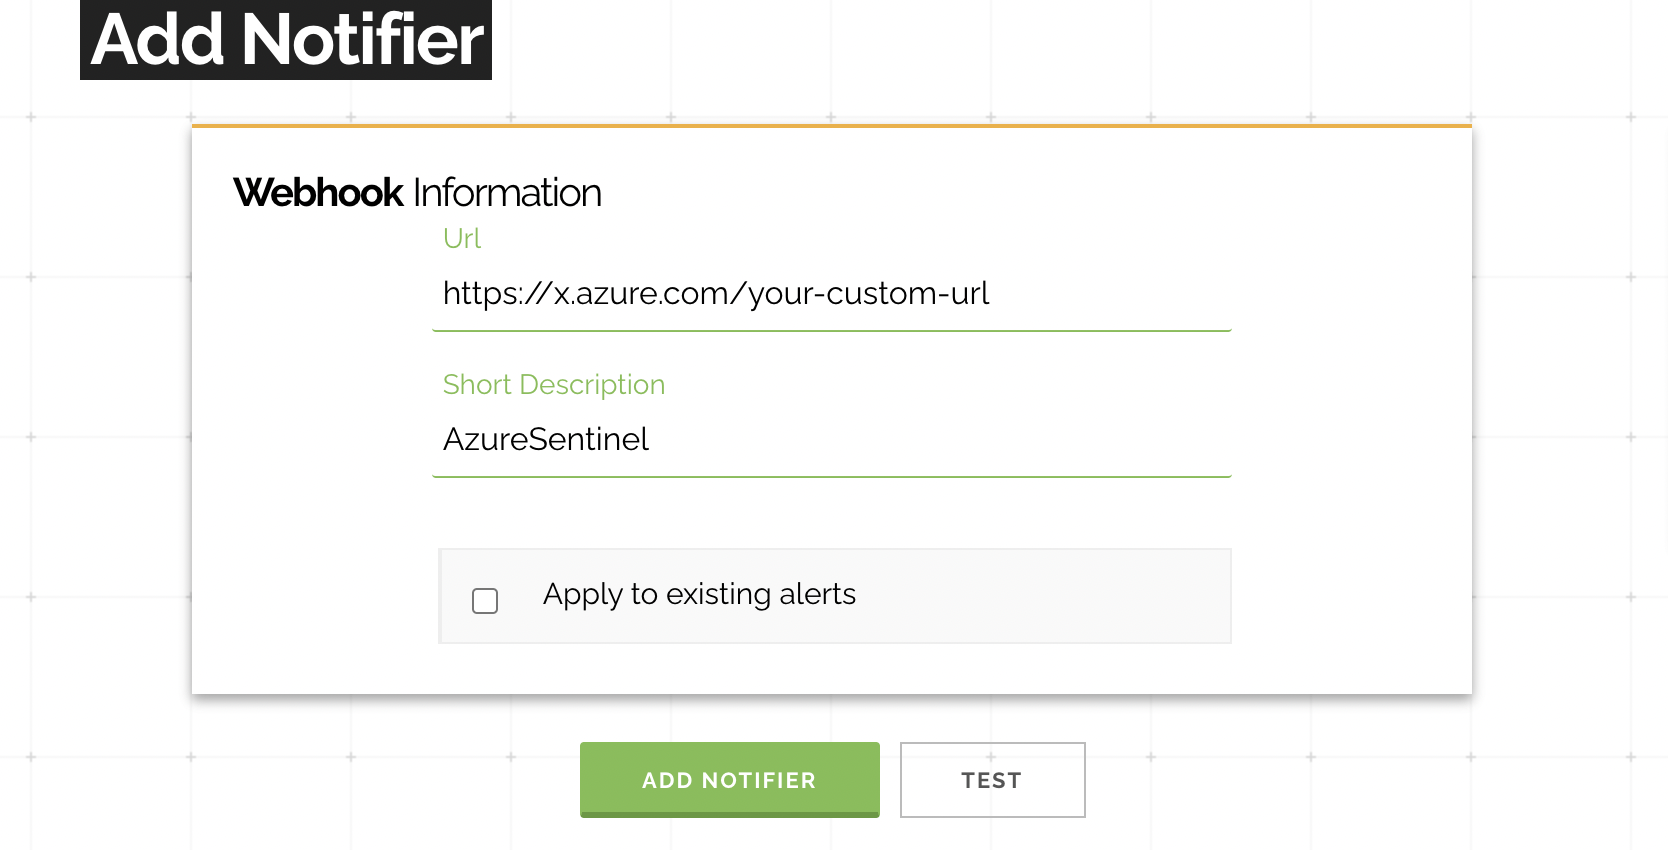 Add Notifier
Webhook Information
Url
https://x.azure.com/your-custom-url
Short Description
AzureSentinel
Apply to existing alerts
ADD NOTIFIER
TEST